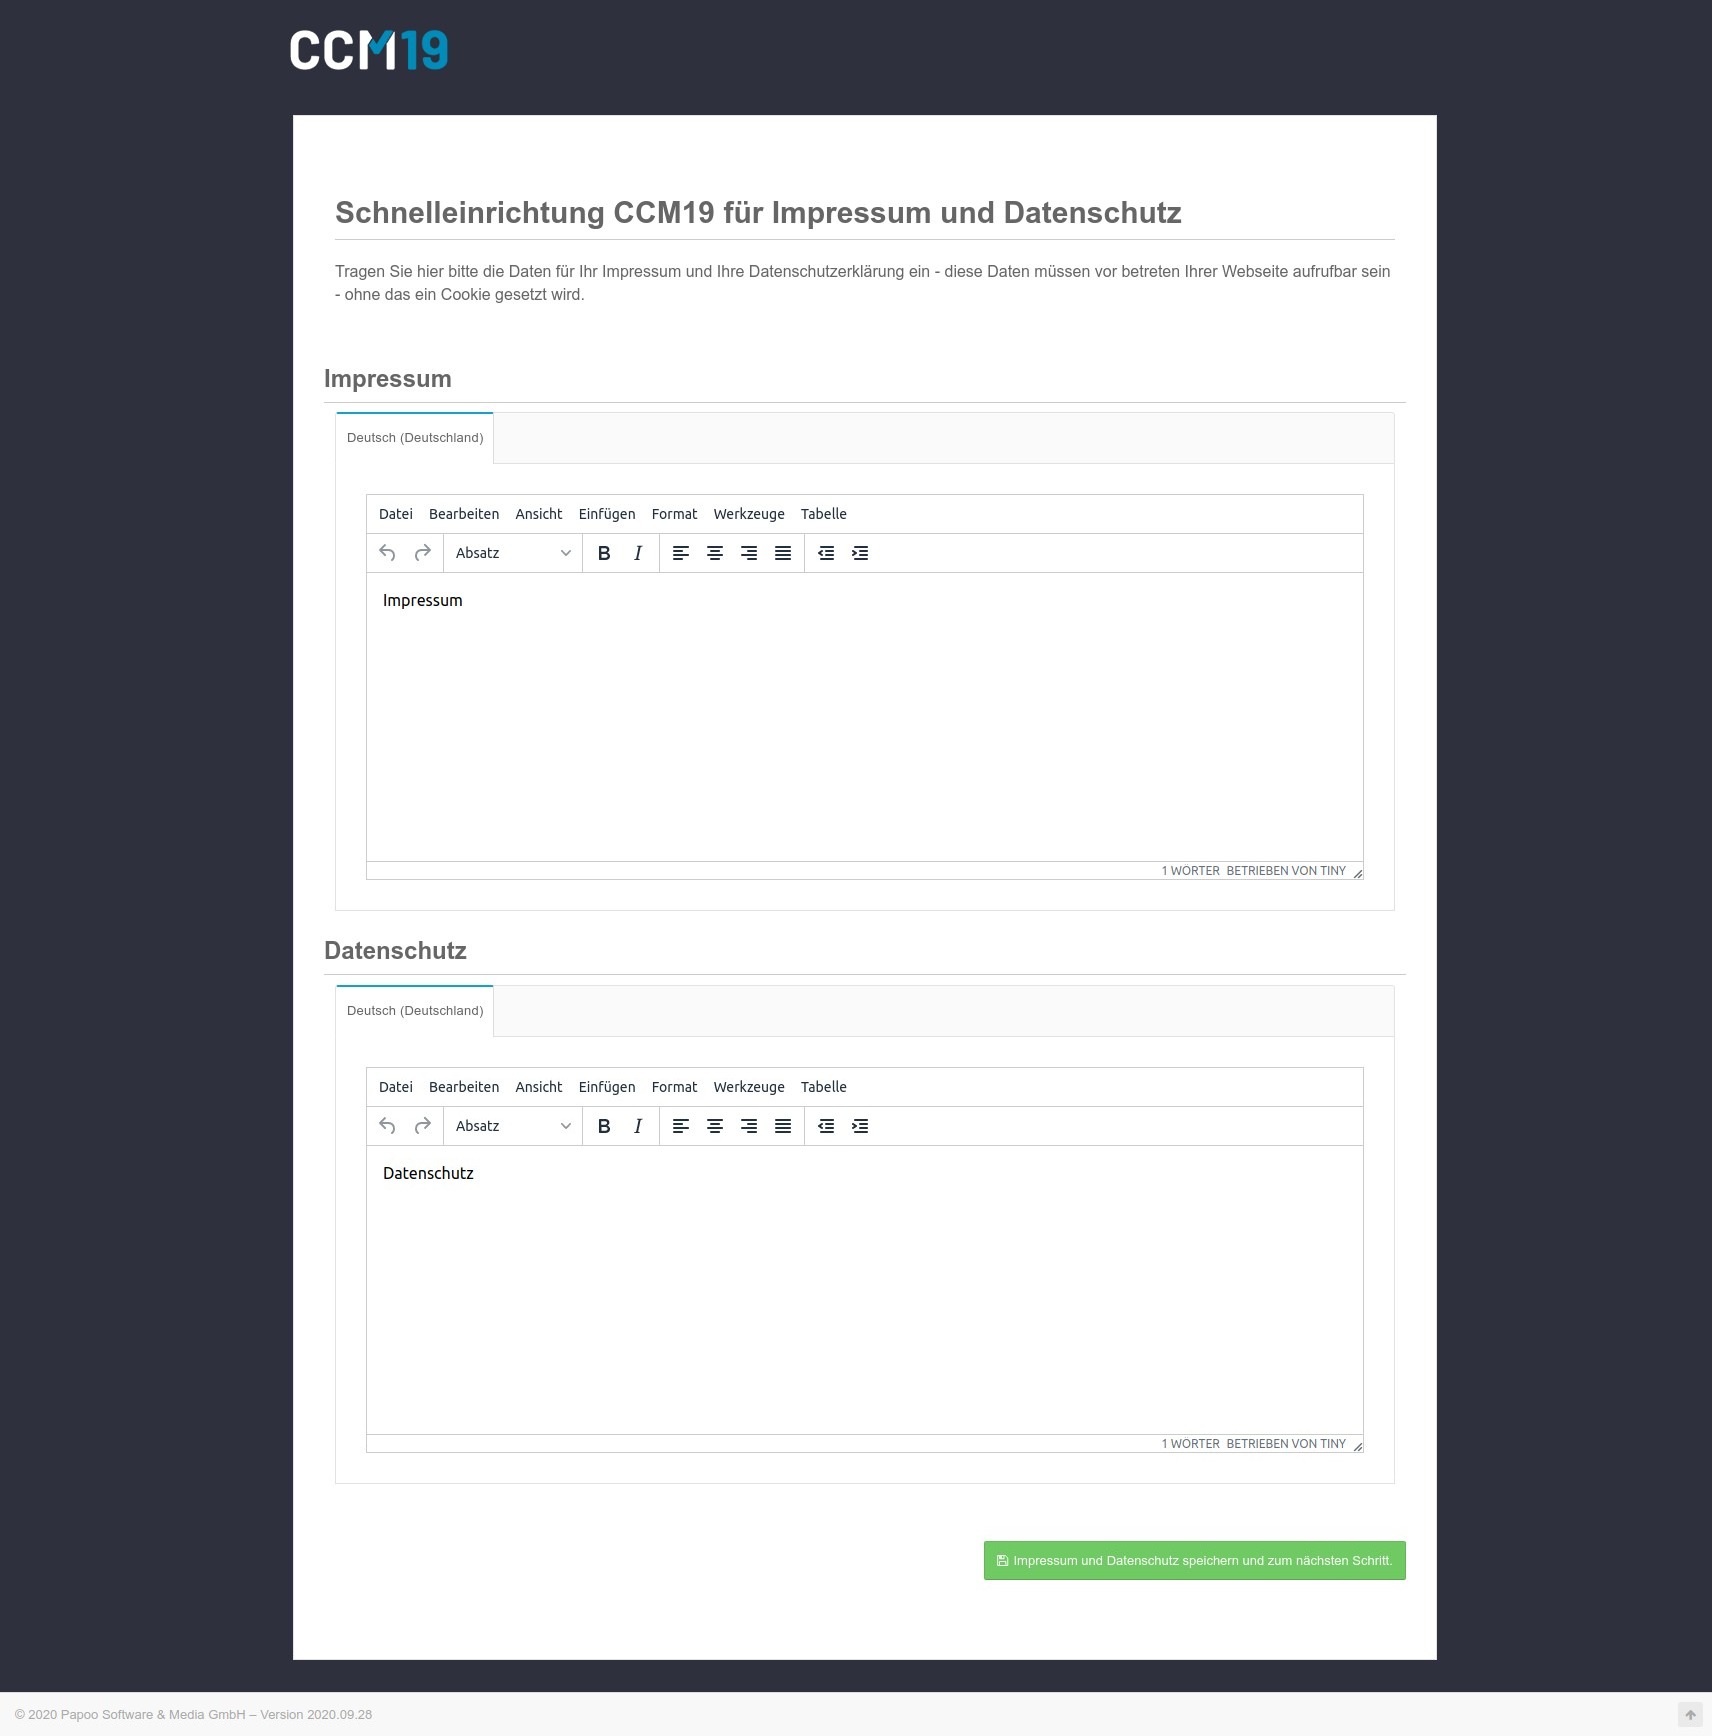 CCM19
Schnelleinrichtung CCM19 für Impressum und Datenschutz
Tragen Sie hier bitte die Daten für Ihr Impressum und Ihre Datenschutzerklärung ein - diese Daten müssen vor betreten Ihrer Webseite aufrufbar sein
- ohne das ein Cookie gesetzt wird.
Impressum
Deutsch (Deutschland)
Datei Bearbeiten Ansicht Einfügen Format Werkzeuge Tabelle
Absatz B I
Impressum
1 WÖRTER BETRIEBEN VON TINY
Datenschutz
Deutsch (Deutschland)
Datei Bearbeiten Ansicht Einfügen Format Werkzeuge Tabelle
Absatz B I
Datenschutz
1 WÖRTER BETRIEBEN VON TINY
Impressum und Datenschutz speichern und zum nächsten Schritt.
© 2020 Papoo Software & Media GmbH – Version 2020.09.28